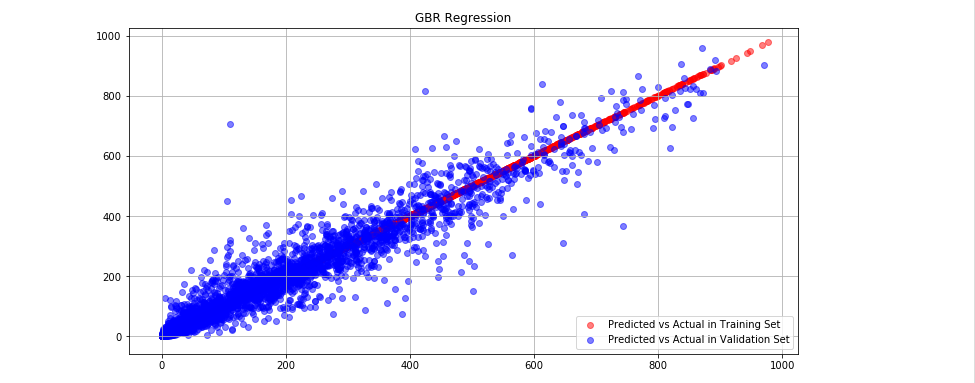 GBR Regression
1000
800
600
400
200
0
Predicted vs Actual in Training Set
Predicted vs Actual in Validation Set
0 200 400 600 800 1000